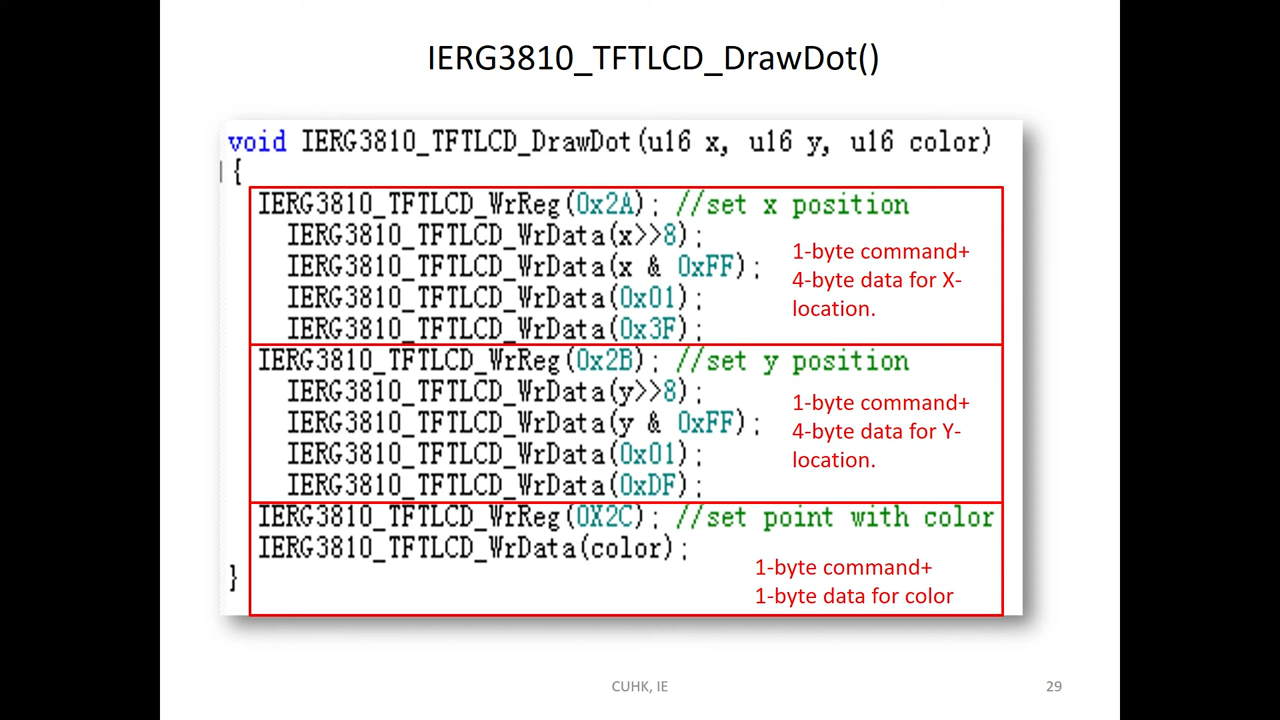 IERG3810_TFTLCD_DrawDot()
void IERG3810_TFTLCD_DrawDot(u16 x, u16 y, u16 color)
{
IERG3810_TFTLCD_WrReg(0x2A); //set x position
IERG3810_TFTLCD_WrData(x>>8);
IERG3810_TFTLCD_WrData(x & 0xFF);
IERG3810_TFTLCD_WrData(0x01);
IERG3810_TFTLCD_WrData(0x3F);
1-byte command+
4-byte data for X-
location.
IERG3810_TFTLCD_WrReg(0x2B); //set y position
IERG3810_TFTLCD_WrData(y>>8);
IERG3810_TFTLCD_WrData(y & 0xFF);
IERG3810_TFTLCD_WrData(0x01);
IERG3810_TFTLCD_WrData(0xDF);
1-byte command+
4-byte data for Y-
location.
IERG3810_TFTLCD_WrReg(0X2C); //set point with color
IERG3810_TFTLCD_WrData(color);
1-byte command+
1-byte data for color
}
CUHK, IE
29